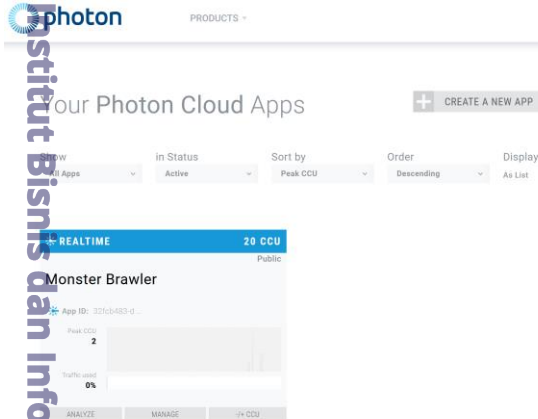 photon
PRODUCTS
Your Photon Cloud Apps
CREATE A NEW APP
Show
in Status
Sort by
Order
Display
All Apps
Active
Peak CCU
Descending
As List
REALTIME
20 CCU
Public
Monster Brawler
App ID:
Peak CCU
2
Traffic used
0%
ANALYZE
MANAGE
-/+ CCU
Institut Bisnis dan Info